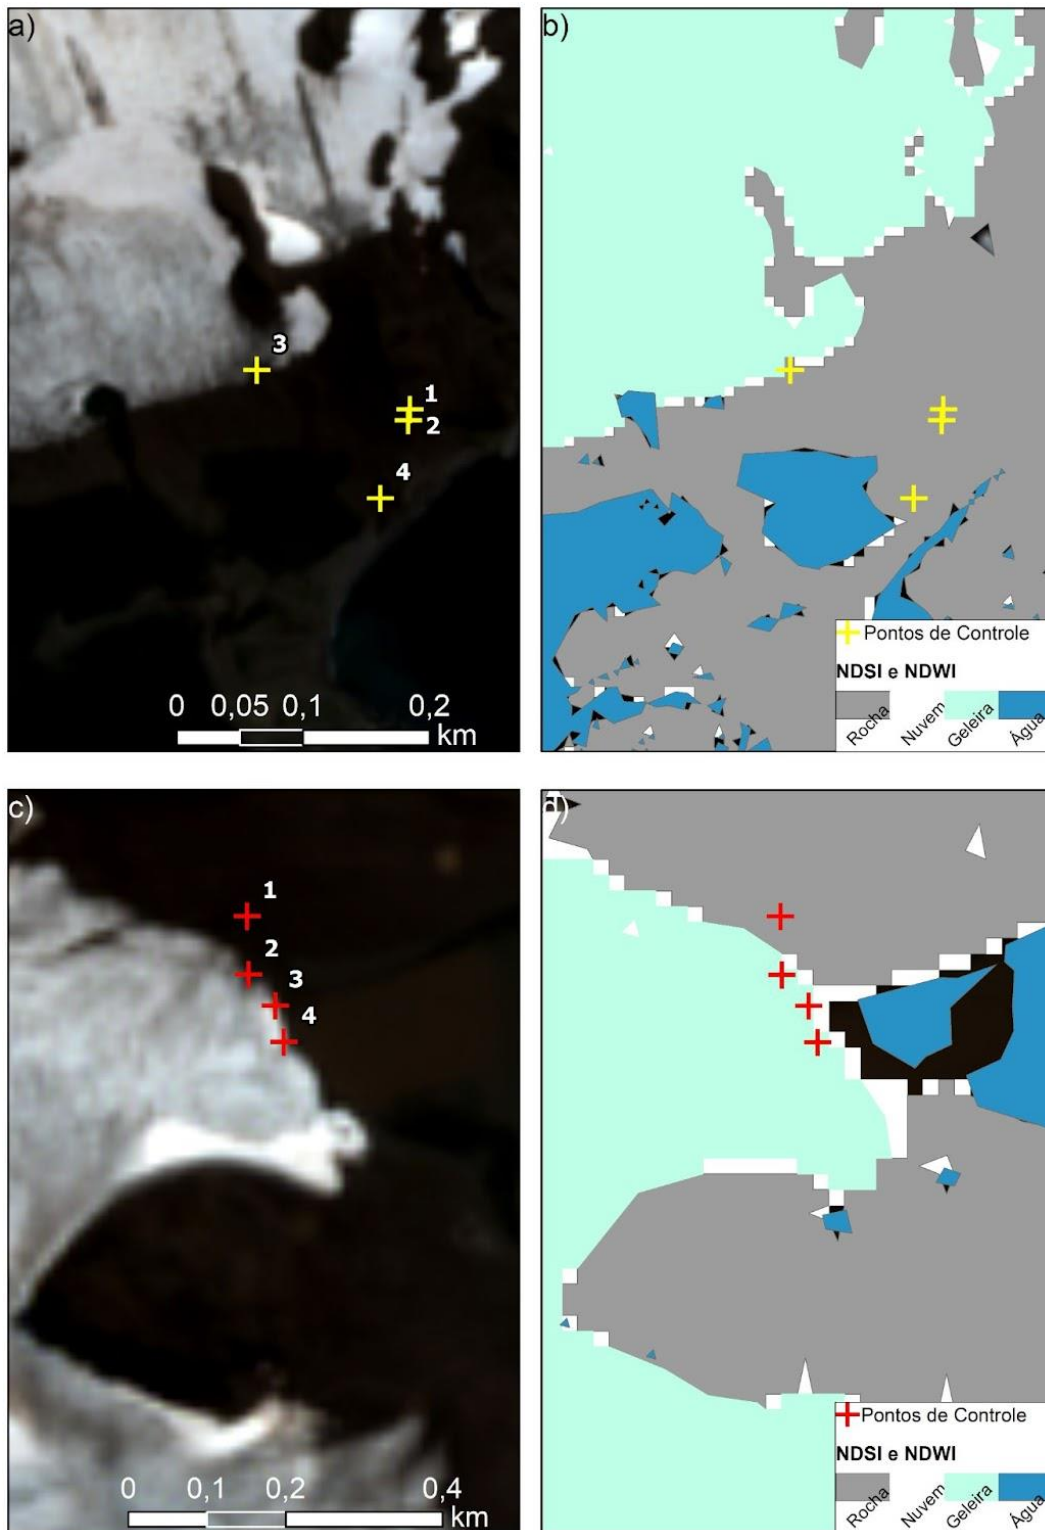 a)
3
1
2
4
0 0,05 0,1 0,2
km
b)
Pontos de Controle
NDSI e NDWI
Rocha Nuvem Geleira Água
c)
1
2
3
4
0 0,1 0,2 0,4
km
d)
Pontos de Controle
NDSI e NDWI
Rocha Nuvem Geleira Água